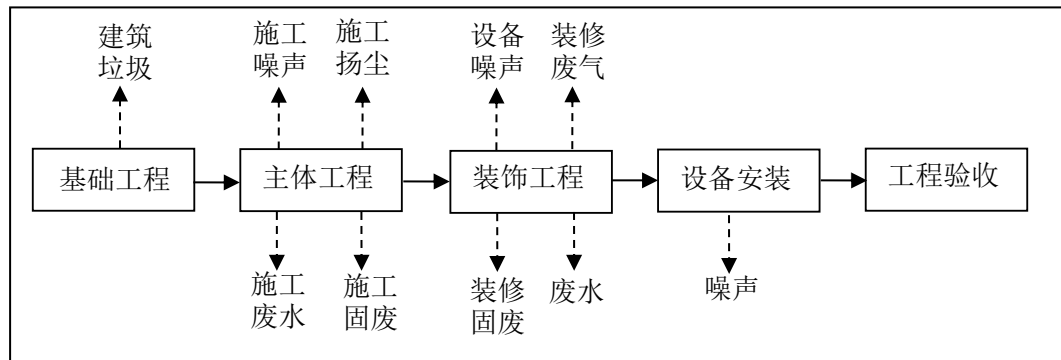 建筑
垃圾
施工
噪声
施工
扬尘
设备
噪声
装修
废气
基础工程
主体工程
装饰工程
设备安装
工程验收
施工
废水
施工
固废
装修
固废
废水
噪声